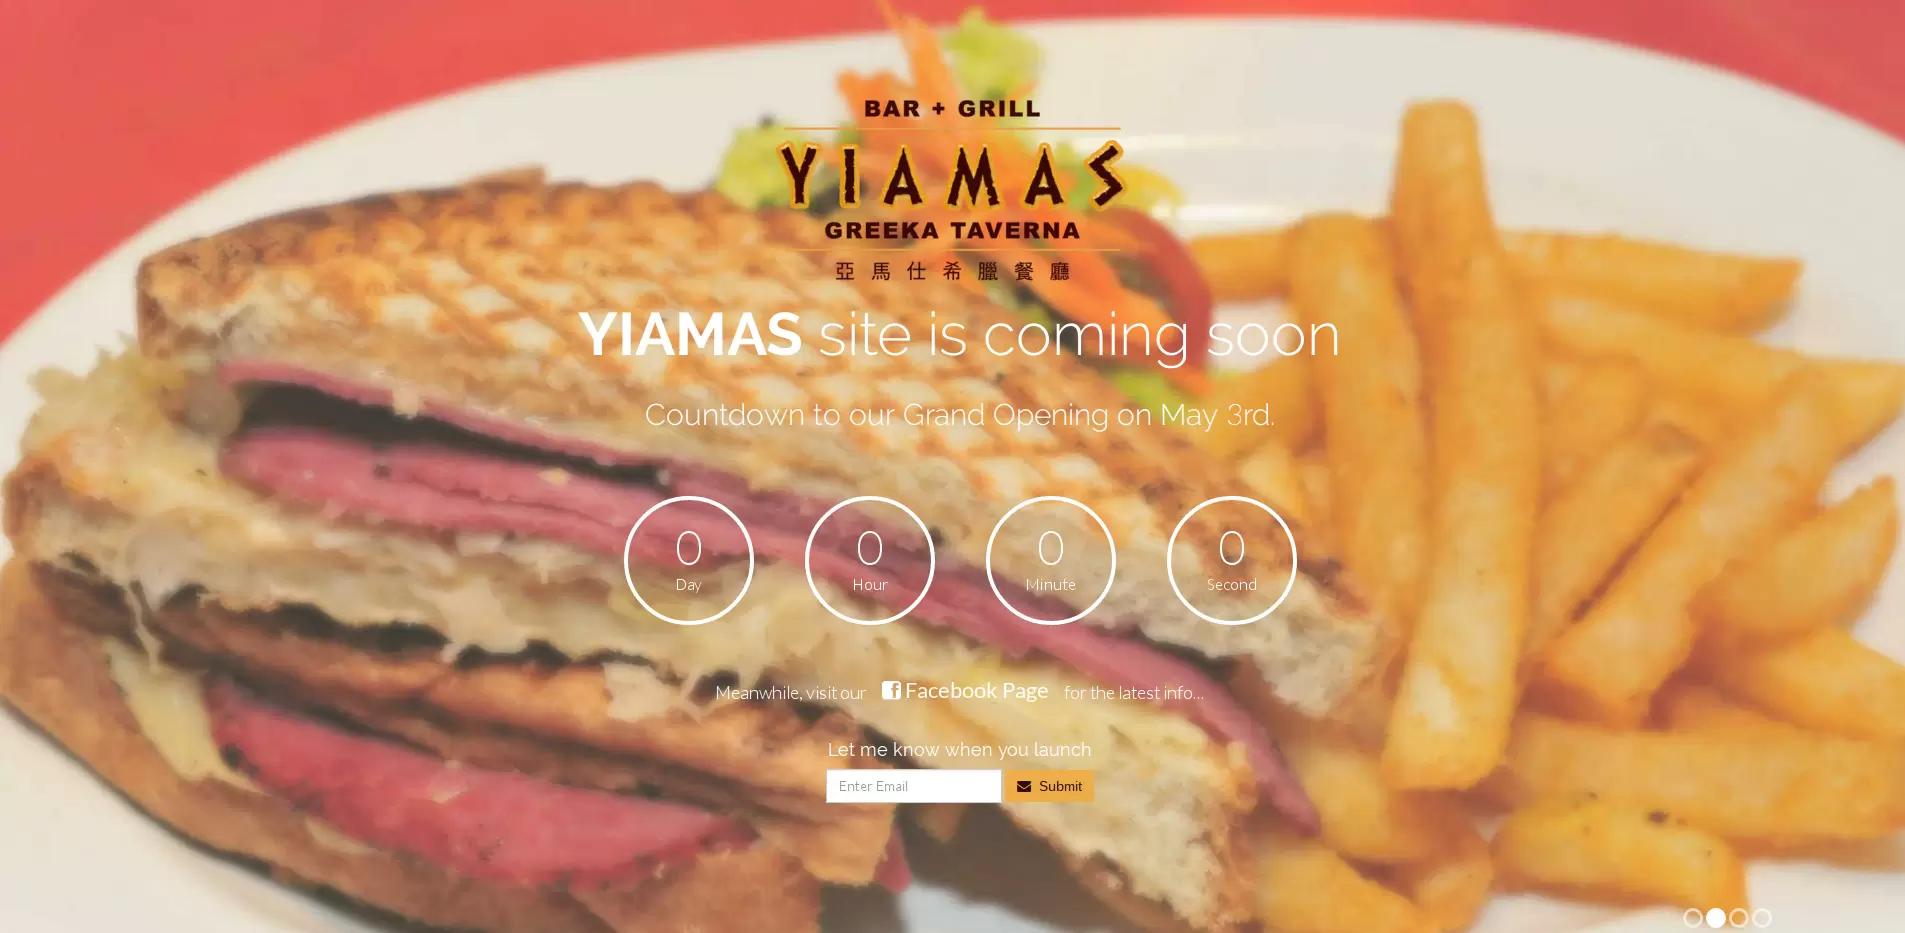 BAR + GRILL
YIAMAS
GREEKA TAVERNA
亞馬仕希臘餐廳
YIAMAS site is coming soon
Countdown to our Grand Opening on May 3rd.
0 0 0 0
Day Hour Minute Second
Meanwhile, visit our Facebook Page for the latest info...
Let me know when you launch
Enter Email Submit